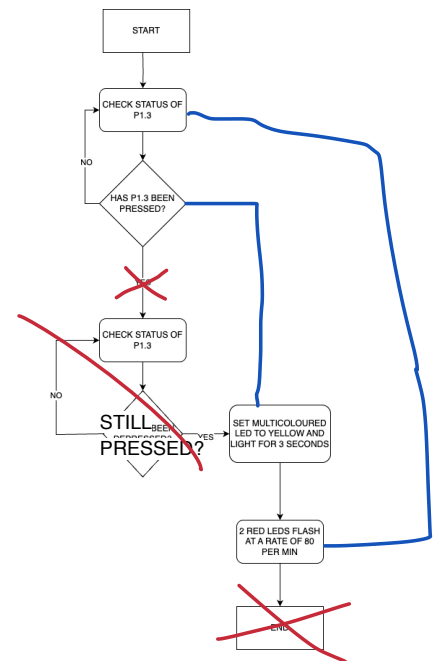 START
CHECK STATUS OF
P1.3
NO
HAS P1.3 BEEN
PRESSED?
CHECK STATUS OF
P1.3
NO
STILL BEEN
PRESSED?
YES
SET MULTICOLOURED
LED TO YELLOW AND
LIGHT FOR 3 SECONDS
2 RED LEDS FLASH
AT A RATE OF 80
PER MIN
END